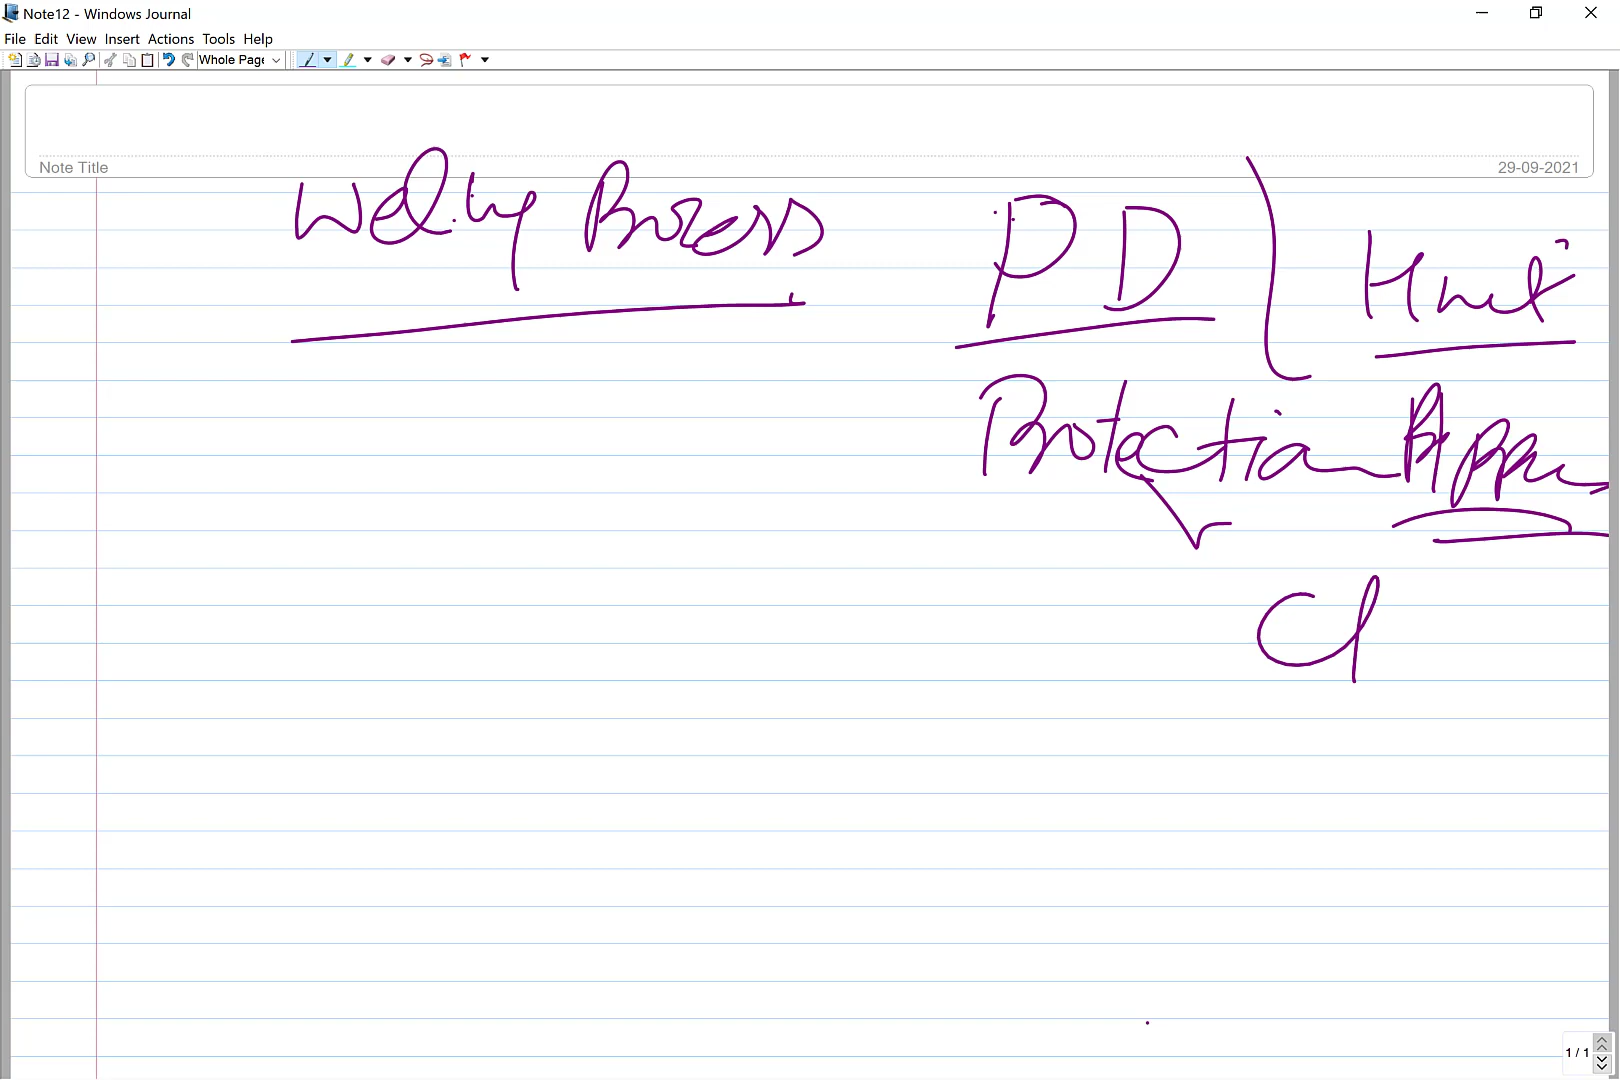 Note12 - Windows Journal
File Edit View Insert Actions Tools Help
Whole Page
Note Title
29-09-2021
Welding Process
PD
Protection
1 / 1